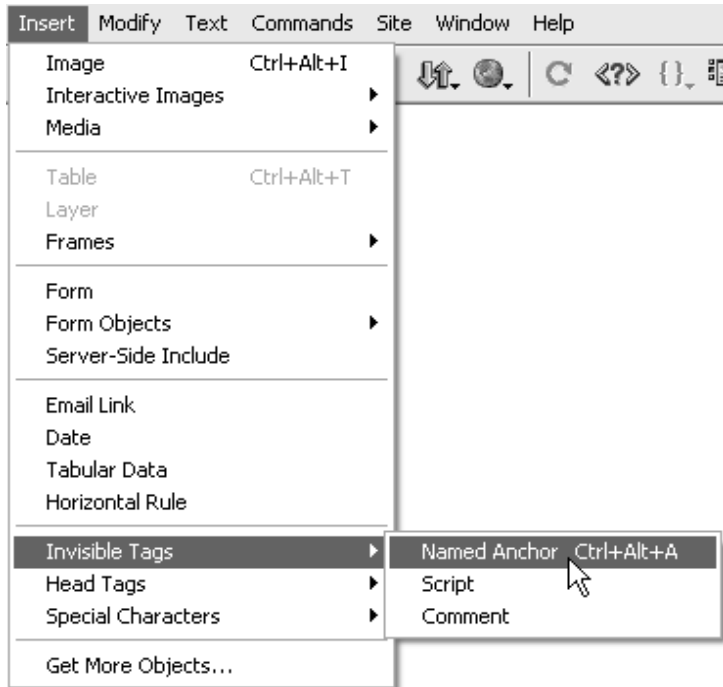 Insert Modify Text Commands Site Window Help
Image Ctrl+Alt+I
Interactive Images
Media
Table Ctrl+Alt+T
Layer
Frames
Form
Form Objects
Server-Side Include
Email Link
Date
Tabular Data
Horizontal Rule
Invisible Tags
Named Anchor Ctrl+Alt+A
Script
Comment
Head Tags
Special Characters
Get More Objects...